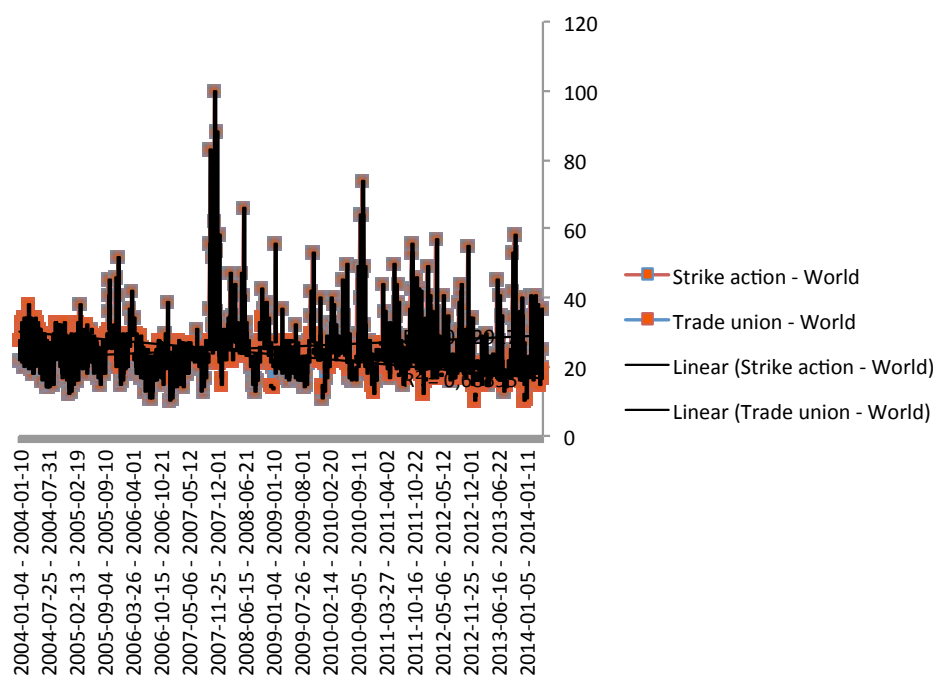 120
100
80
60
40
20
0
Strike action - World
Trade union - World
Linear (Strike action - World)
Linear (Trade union - World)
2004-01-04 - 2004-01-10
2004-07-25 - 2004-07-31
2005-02-13 - 2005-02-19
2005-09-04 - 2005-09-10
2006-03-26 - 2006-04-01
2006-10-15 - 2006-10-21
2007-05-06 - 2007-05-12
2007-11-25 - 2007-12-01
2008-06-15 - 2008-06-21
2009-01-04 - 2009-01-10
2009-07-26 - 2009-08-01
2010-02-14 - 2010-02-20
2010-09-05 - 2010-09-11
2011-03-27 - 2011-04-02
2011-10-16 - 2011-10-22
2012-05-06 - 2012-05-12
2012-11-25 - 2012-12-01
2013-06-16 - 2013-06-22
2014-01-05 - 2014-01-11